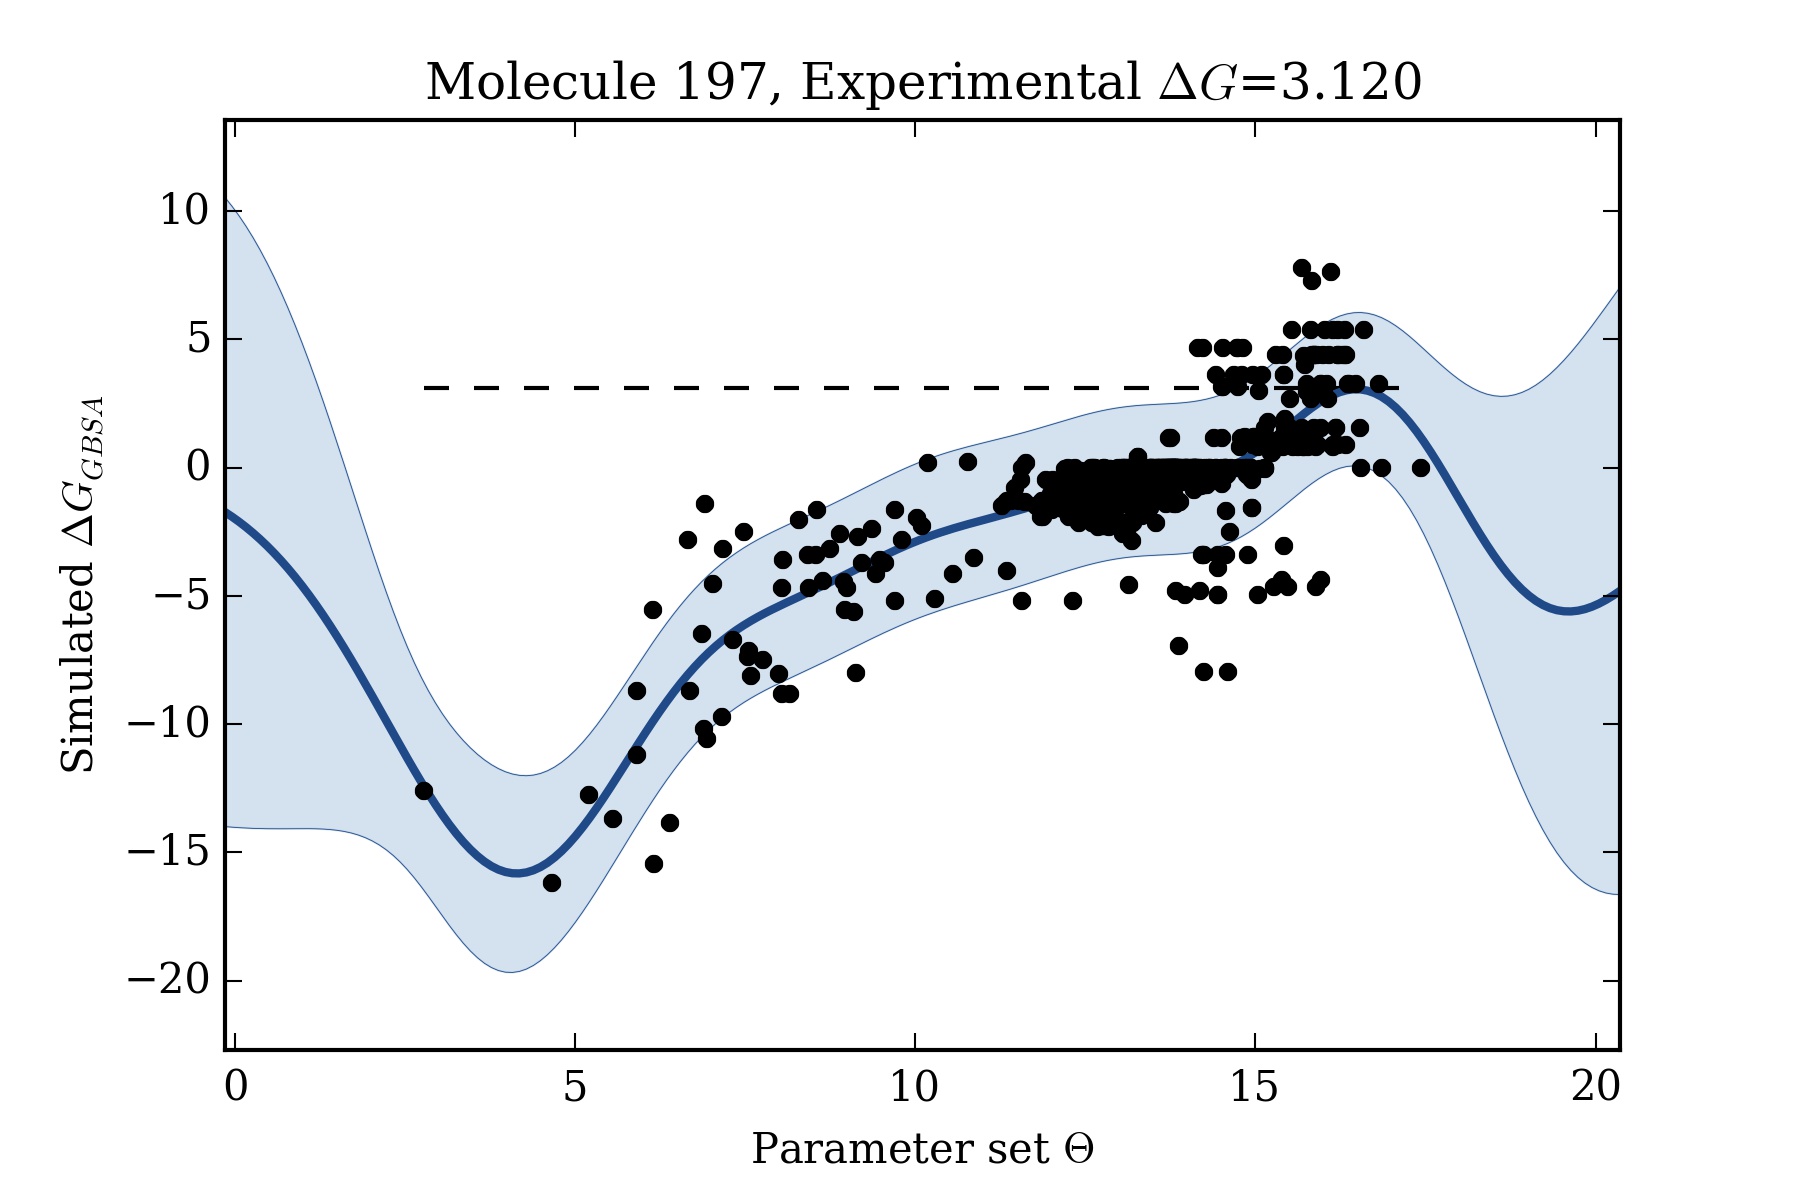 Molecule 197, Experimental ΔG=3.120
10
5
0
−5
−10
−15
−20
Simulated ΔG_GBSA
0 5 10 15 20
Parameter set Θ